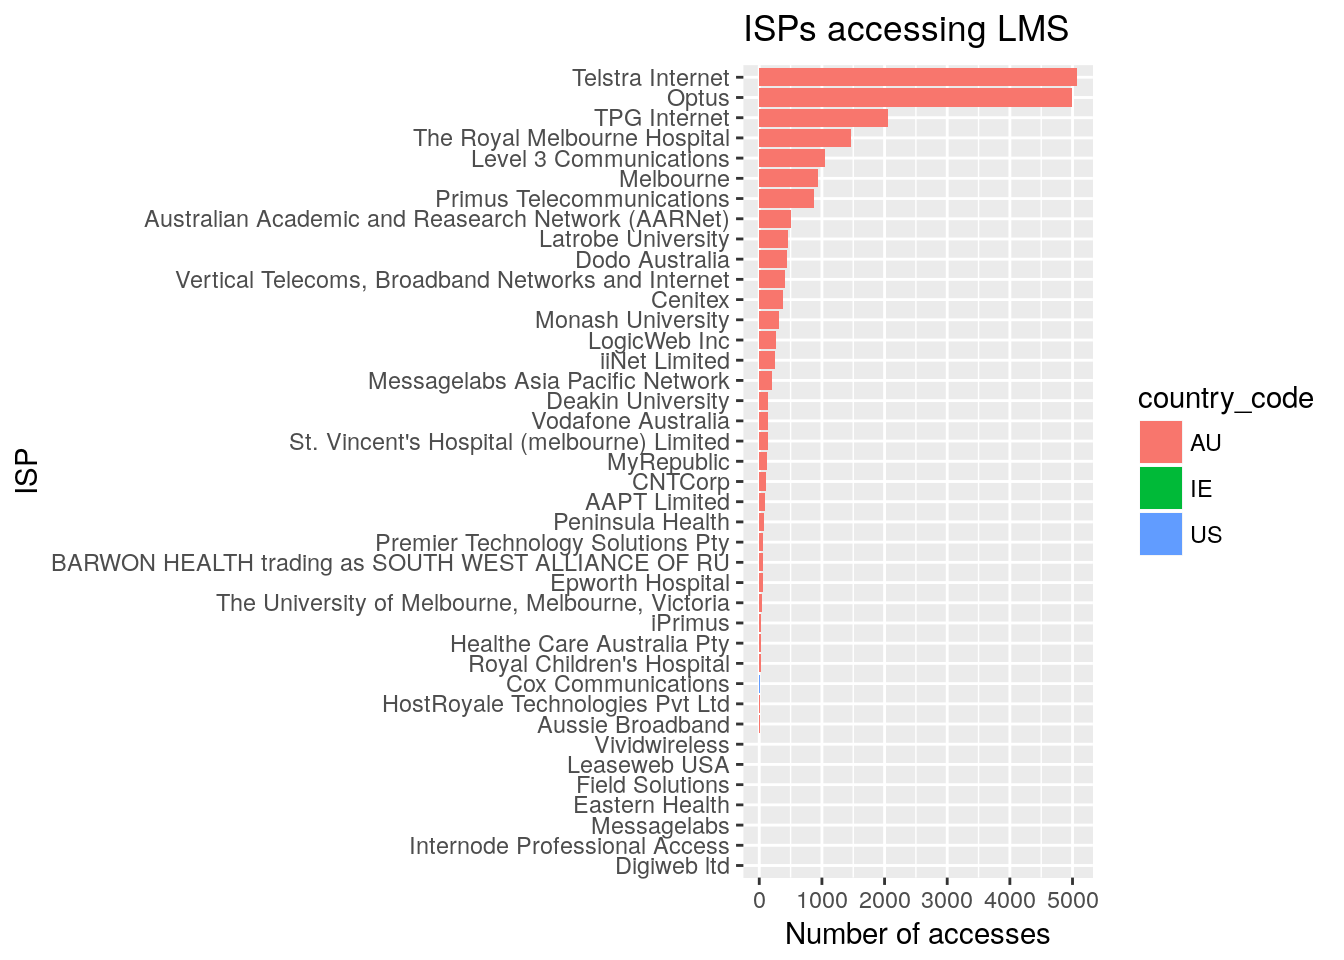 ISPs accessing LMS
Telstra Internet
Optus
TPG Internet
The Royal Melbourne Hospital
Level 3 Communications
Melbourne
Primus Telecommunications
Australian Academic and Reasearch Network (AARNet)
Latrobe University
Dodo Australia
Vertical Telecoms, Broadband Networks and Internet
Cenitex
Monash University
LogicWeb Inc
iiNet Limited
Messagelabs Asia Pacific Network
Deakin University
Vodafone Australia
St. Vincent's Hospital (melbourne) Limited
MyRepublic
CNTCorp
AAPT Limited
Peninsula Health
Premier Technology Solutions Pty
BARWON HEALTH trading as SOUTH WEST ALLIANCE OF RU
Epworth Hospital
The University of Melbourne, Melbourne, Victoria
iPrimus
Healthe Care Australia Pty
Royal Children's Hospital
Cox Communications
HostRoyale Technologies Pvt Ltd
Aussie Broadband
Vividwireless
Leaseweb USA
Field Solutions
Eastern Health
Messagelabs
Internode Professional Access
Digiweb ltd
ISP
0 1000 2000 3000 4000 5000
Number of accesses
country_code
AU
IE
US